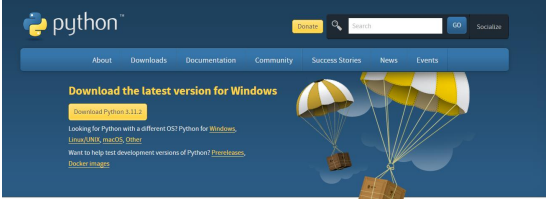 python™
Donate
Search
GO
Socialize
About Downloads Documentation Community Success Stories News Events
Download the latest version for Windows
Download Python 3.11.2
Looking for Python with a different OS? Python for Windows,
Linux/UNIX, macOS, Other
Want to help test development versions of Python? Prereleases,
Docker images